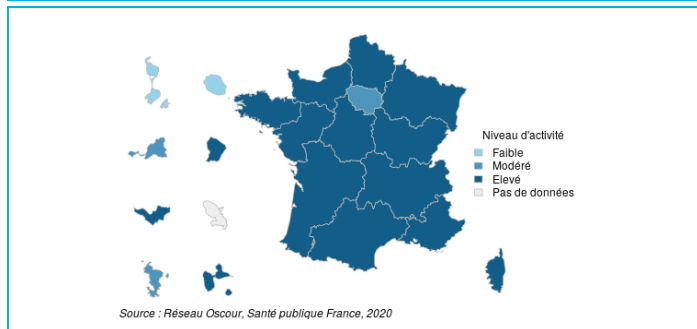 Niveau d'activité
Faible
Modéré
Elevé
Pas de données
Source : Réseau Oscour, Santé publique France, 2020